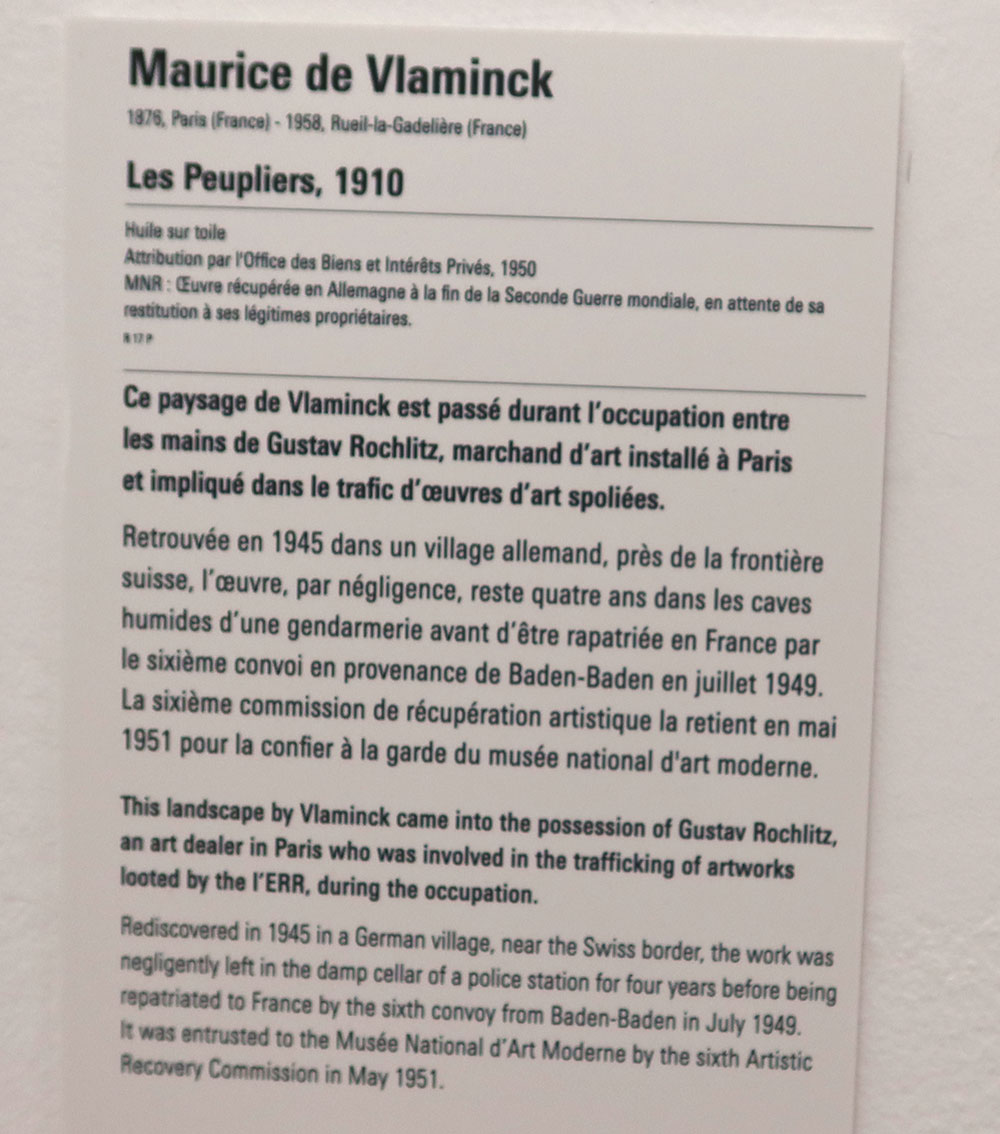 Maurice de Vlaminck
1876, Paris (France) - 1958, Rueil-la-Gadelière (France)
Les Peupliers, 1910
Huile sur toile
Attribution par l'Office des Biens et Intérêts Privés, 1950
MNR : Œuvre récupérée en Allemagne à la fin de la Seconde Guerre mondiale, en attente de sa
restitution à ses légitimes propriétaires.
R 17 P
Ce paysage de Vlaminck est passé durant l'occupation entre
les mains de Gustav Rochlitz, marchand d'art installé à Paris
et impliqué dans le trafic d'œuvres d'art spoliées.
Retrouvée en 1945 dans un village allemand, près de la frontière
suisse, l'œuvre, par négligence, reste quatre ans dans les caves
humides d'une gendarmerie avant d'être rapatriée en France par
le sixième convoi en provenance de Baden-Baden en juillet 1949.
La sixième commission de récupération artistique la retient en mai
1951 pour la confier à la garde du musée national d'art moderne.
This landscape by Vlaminck came into the possession of Gustav Rochlitz,
an art dealer in Paris who was involved in the trafficking of artworks
looted by the l'ERR, during the occupation.
Rediscovered in 1945 in a German village, near the Swiss border, the work was
negligently left in the damp cellar of a police station for four years before being
repatriated to France by the sixth convoy from Baden-Baden in July 1949.
It was entrusted to the Musée National d'Art Moderne by the sixth Artistic
Recovery Commission in May 1951.